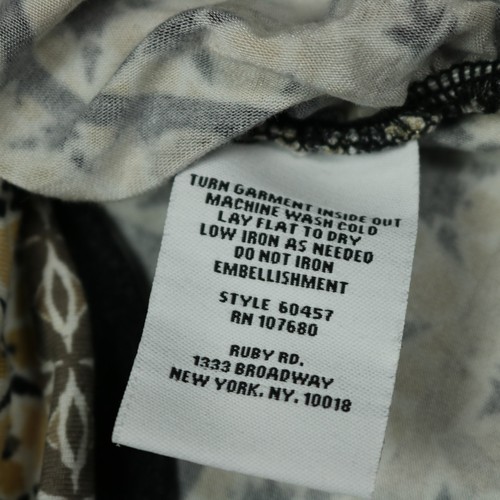 TURN GARMENT INSIDE OUT
MACHINE WASH COLD
LAY FLAT TO DRY
LOW IRON AS NEEDED
DO NOT IRON
EMBELLISHMENT
STYLE 60457
RN 107680
RUBY RD.
1333 BROADWAY
NEW YORK, NY. 10018